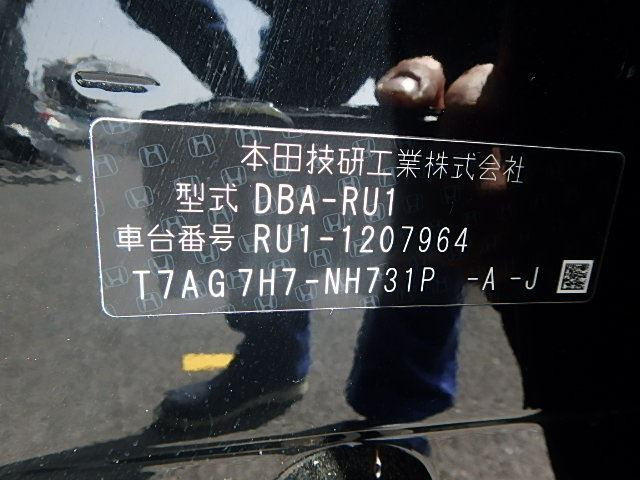 本田技研工業株式会社
型式 DBA-RU1
車台番号 RU1-1207964
T7AG7H7-NH731P -A -J